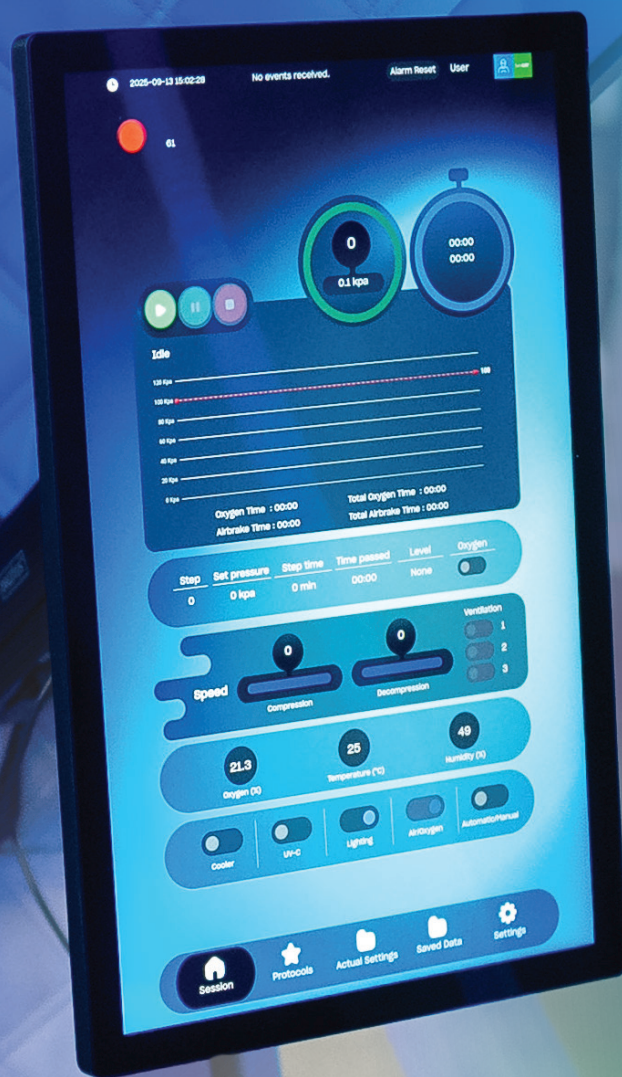 2025-09-13 15:02:28 No events received. Alarm Reset User
61
0
0.1 kpa
00:00
00:00
Idle
120 Kpa
100 Kpa 100
80 Kpa
60 Kpa
40 Kpa
20 Kpa
0 Kpa
Oxygen Time : 00:00 Total Oxygen Time : 00:00
Airbrake Time : 00:00 Total Airbrake Time : 00:00
Step Set pressure Step time Time passed Level Oxygen
0 0 kpa 0 min 00:00 None
Speed
0
Compression
0
Decompression
Ventilation
1
2
3
21.3 25 49
Oxygen (%) Temperature (°C) Humidity (%)
Cooler UV-C Lighting Air/Oxygen Automatic/Manual
Session Protocols Actual Settings Saved Data Settings